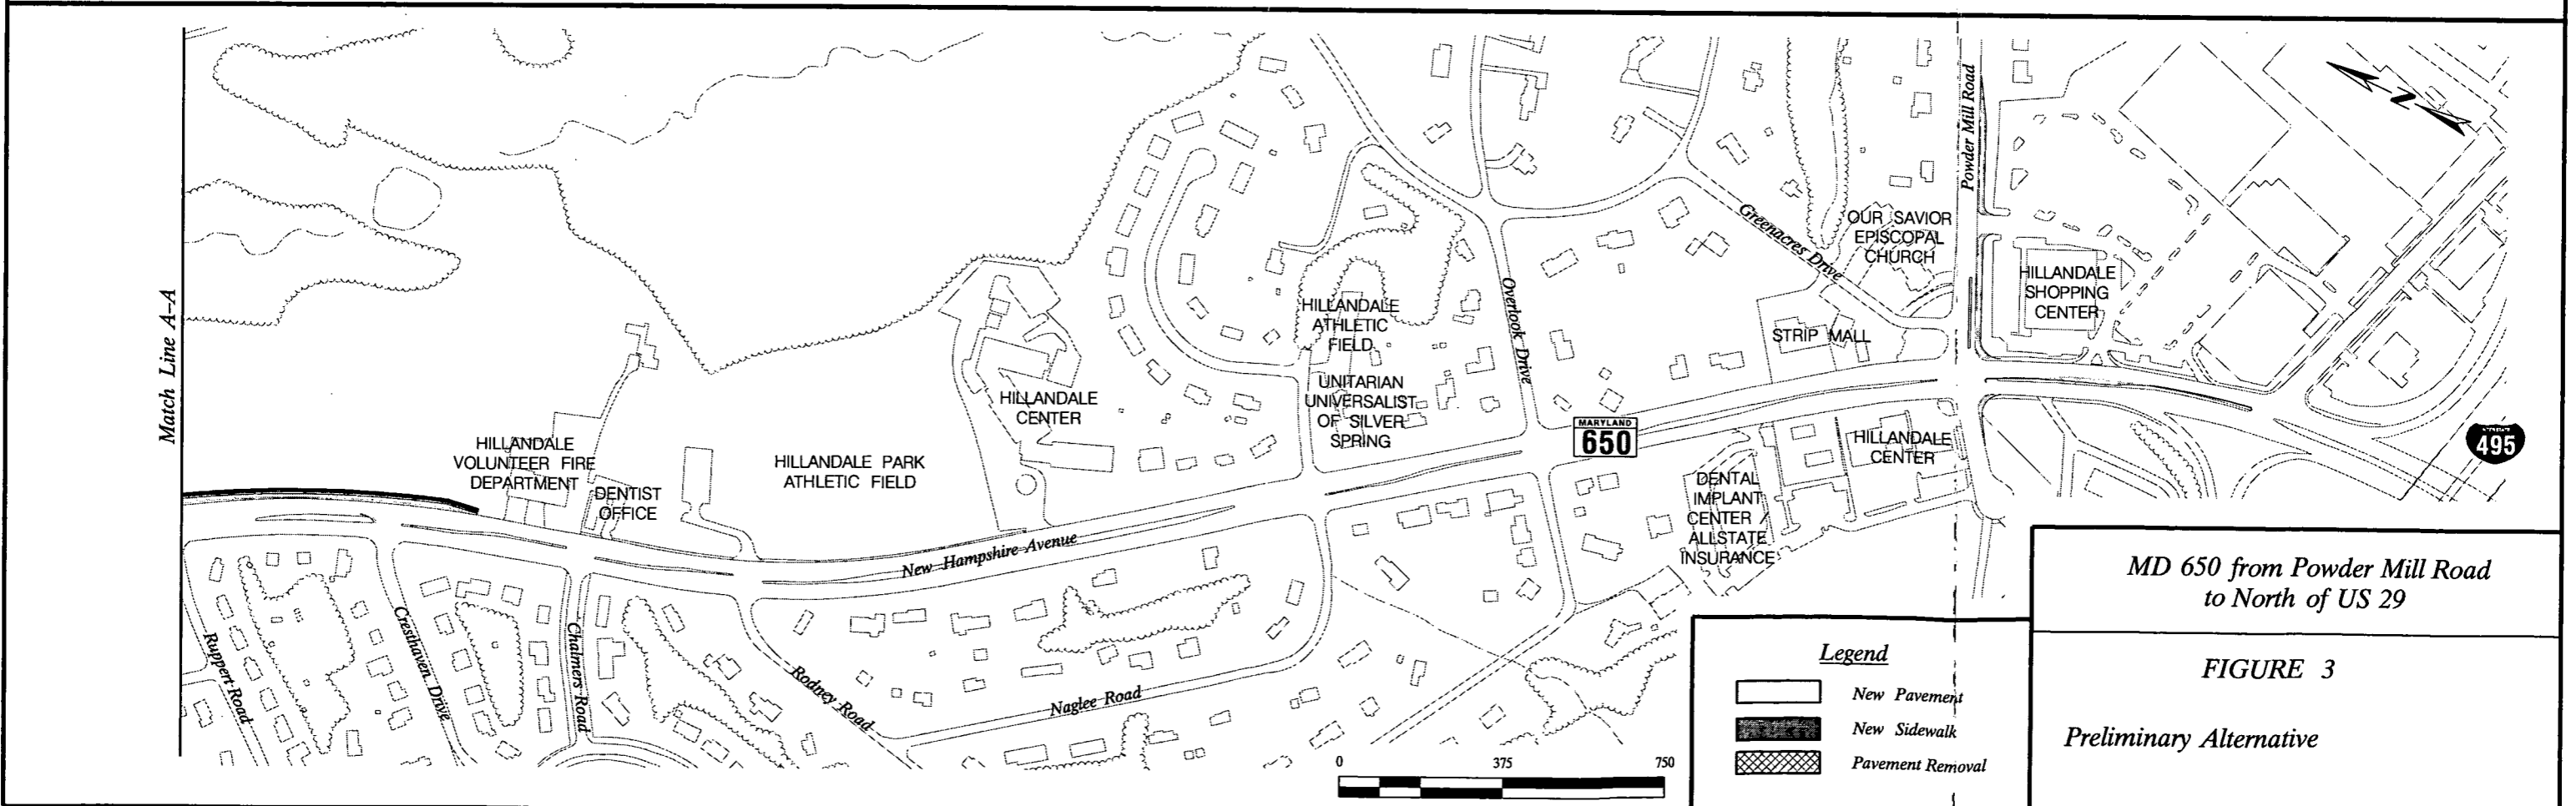 Match Line A-A
HILLANDALE
VOLUNTEER FIRE
DEPARTMENT
DENTIST
OFFICE
HILLANDALE PARK
ATHLETIC FIELD
HILLANDALE
CENTER
HILLANDALE
ATHLETIC
FIELD
UNITARIAN
UNIVERSALIST
OF SILVER
SPRING
Overlook Drive
Greenacres Drive
OUR SAVIOR
EPISCOPAL
CHURCH
Powder Mill Road
HILLANDALE
SHOPPING
CENTER
STRIP MALL
MARYLAND
650
HILLANDALE
CENTER
DENTAL
IMPLANT
CENTER /
ALLSTATE
INSURANCE
N
495
New Hampshire Avenue
Ruppert Road
Cresthaven Drive
Chalmers Road
Rodney Road
Naglee Road
0 375 750
Legend
New Pavement
New Sidewalk
Pavement Removal
MD 650 from Powder Mill Road
to North of US 29
FIGURE 3
Preliminary Alternative